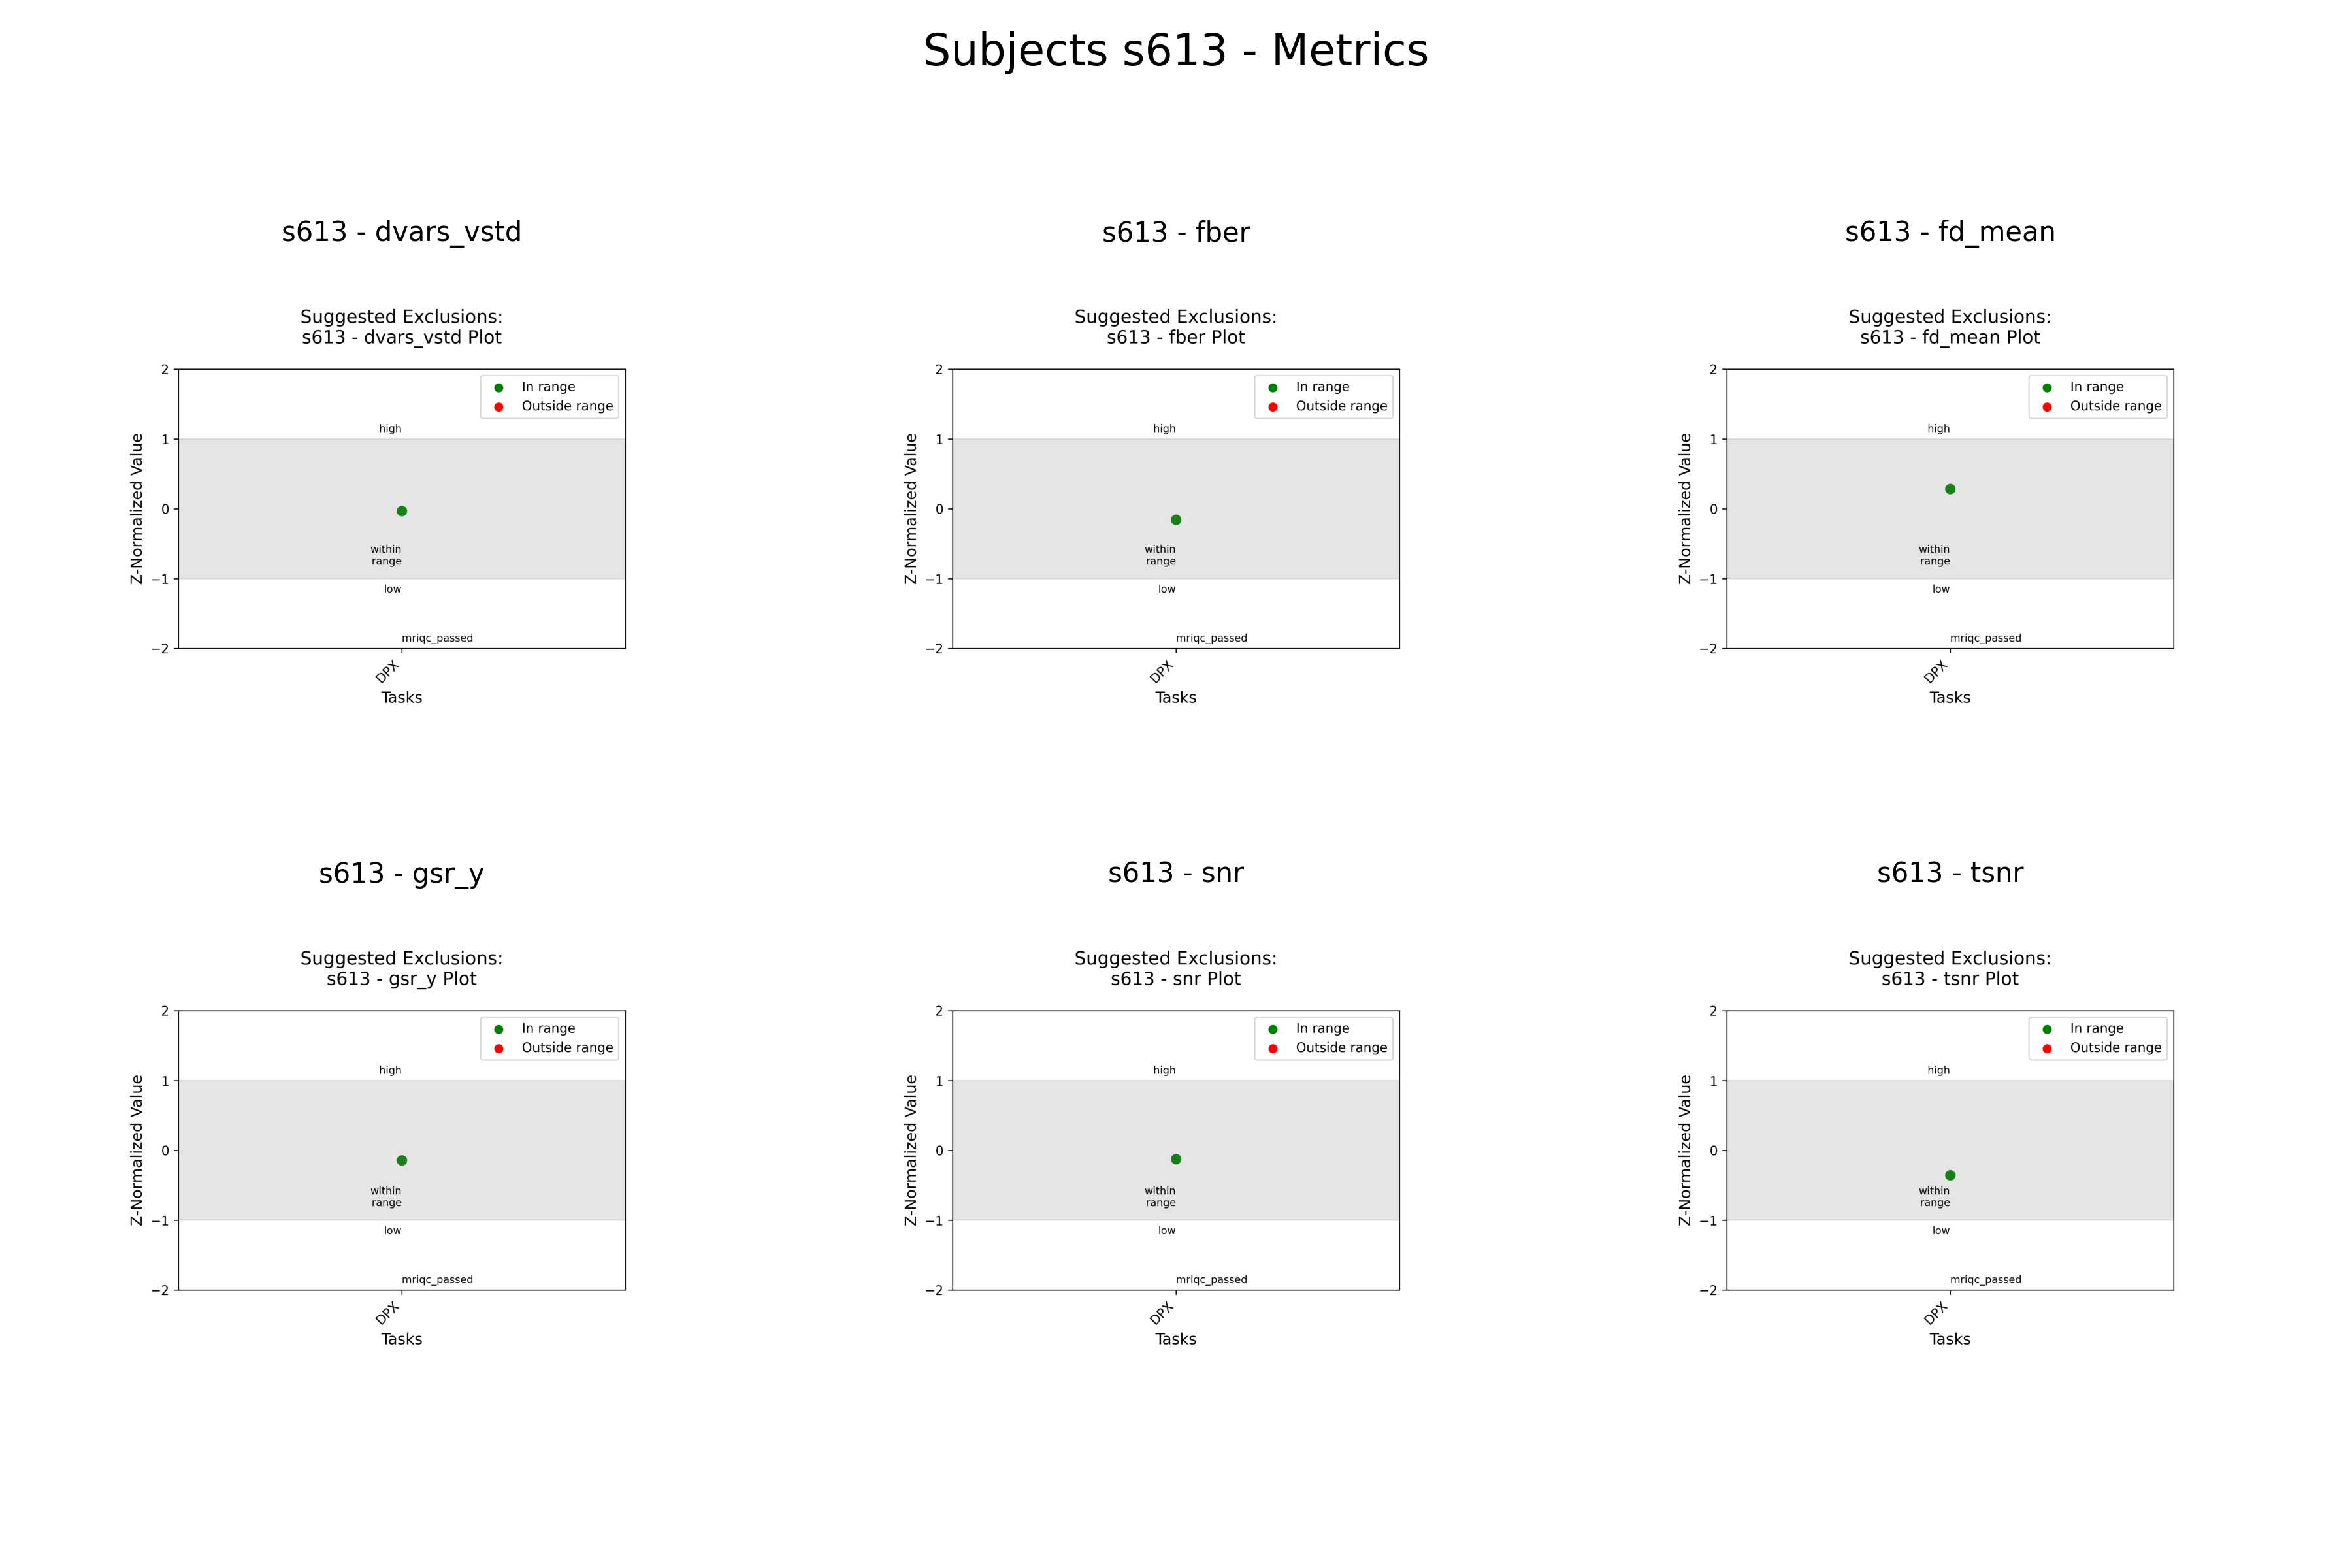 Subjects s613 - Metrics
s613 - dvars_vstd
Suggested Exclusions:
s613 - dvars_vstd Plot
2
1
0
−1
−2
Z-Normalized Value
In range
Outside range
high
within
range
low
mriqc_passed
DPX
Tasks
s613 - fber
Suggested Exclusions:
s613 - fber Plot
2
1
0
−1
−2
Z-Normalized Value
In range
Outside range
high
within
range
low
mriqc_passed
DPX
Tasks
s613 - fd_mean
Suggested Exclusions:
s613 - fd_mean Plot
2
1
0
−1
−2
Z-Normalized Value
In range
Outside range
high
within
range
low
mriqc_passed
DPX
Tasks
s613 - gsr_y
Suggested Exclusions:
s613 - gsr_y Plot
2
1
0
−1
−2
Z-Normalized Value
In range
Outside range
high
within
range
low
mriqc_passed
DPX
Tasks
s613 - snr
Suggested Exclusions:
s613 - snr Plot
2
1
0
−1
−2
Z-Normalized Value
In range
Outside range
high
within
range
low
mriqc_passed
DPX
Tasks
s613 - tsnr
Suggested Exclusions:
s613 - tsnr Plot
2
1
0
−1
−2
Z-Normalized Value
In range
Outside range
high
within
range
low
mriqc_passed
DPX
Tasks